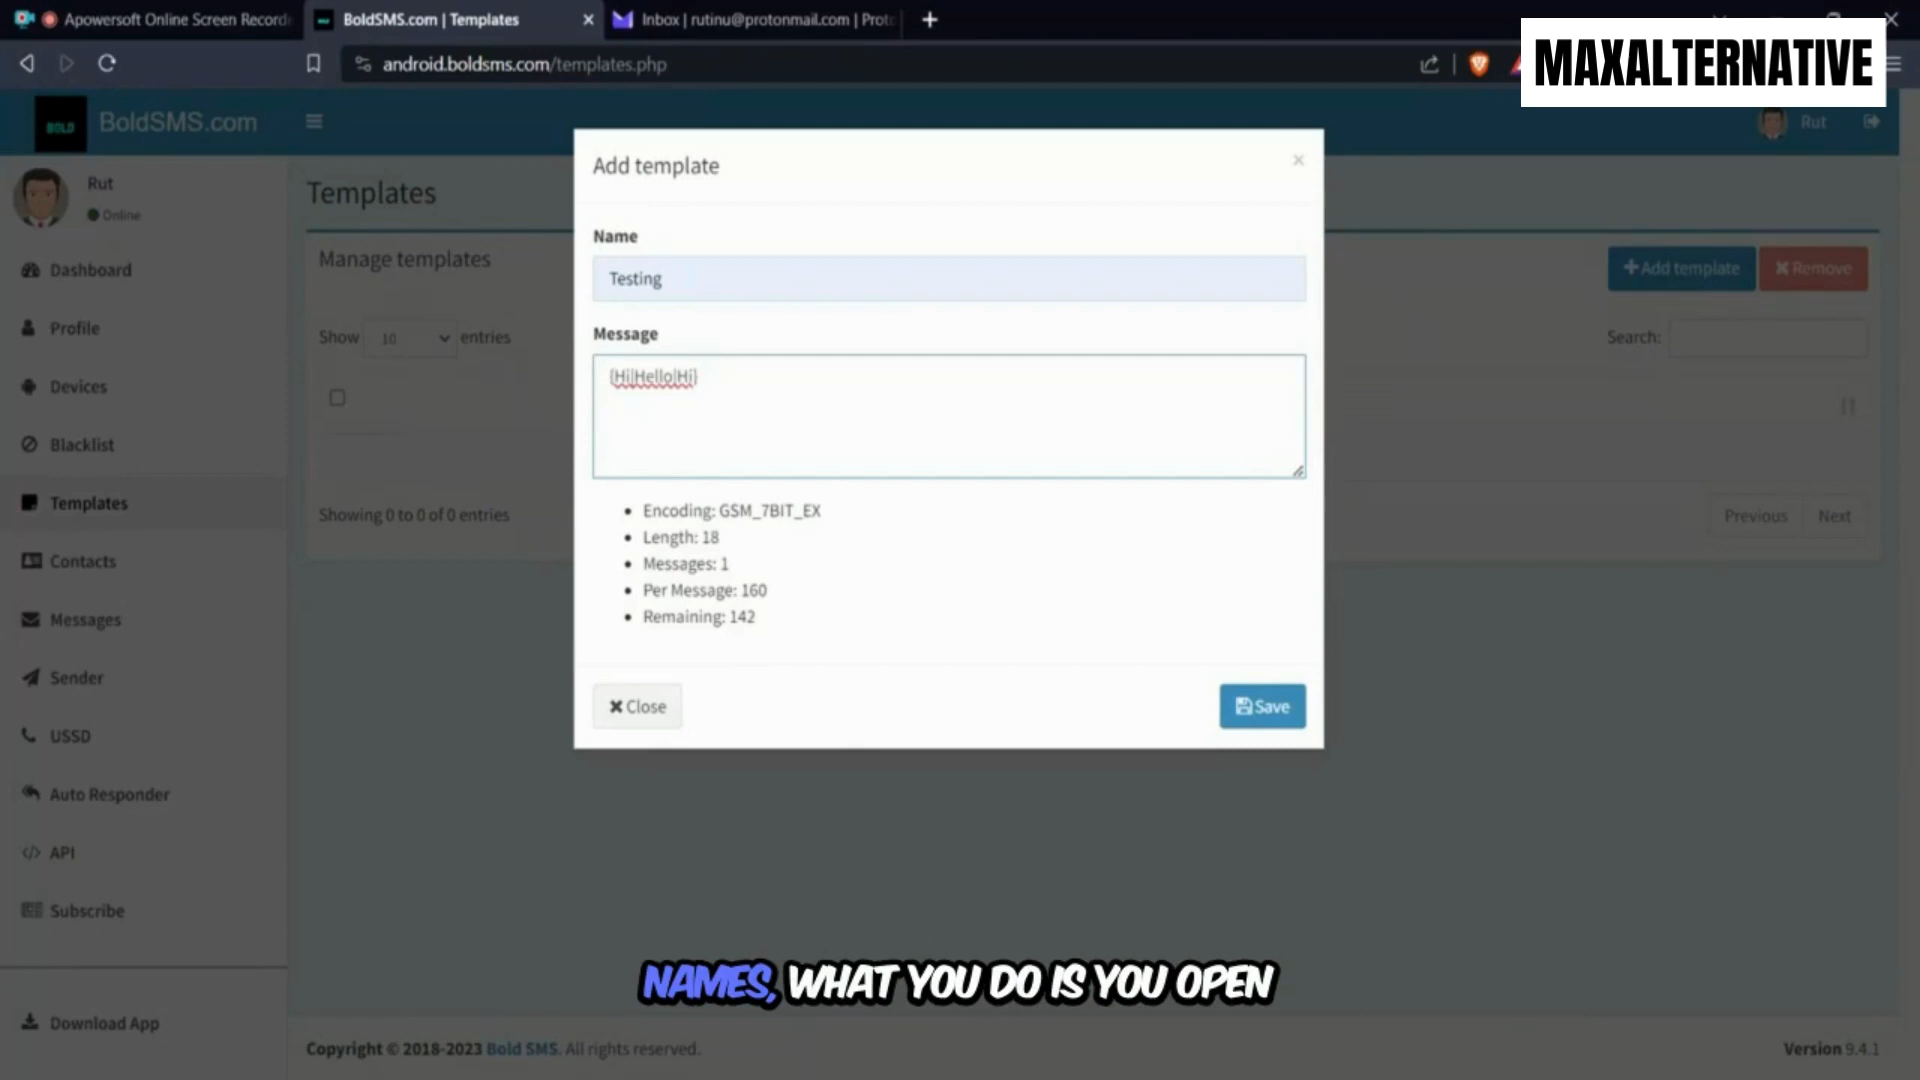 Apowersoft Online Screen Record
BoldSMS.com | Templates
Inbox | rutinu@protonmail.com | Prot
android.boldsms.com/templates.php
MAXALTERNATIVE
BOLD
BoldSMS.com
Rut
Rut
Online
Dashboard
Profile
Devices
Blacklist
Templates
Contacts
Messages
Sender
USSD
Auto Responder
API
Subscribe
Download App
Templates
Manage templates
+Add template
Remove
Show 10 entries
Search:
Showing 0 to 0 of 0 entries
Previous
Next
Add template
Name
Testing
Message
{Hi|Hello|Hi}
Encoding: GSM_7BIT_EX
Length: 18
Messages: 1
Per Message: 160
Remaining: 142
Close
Save
NAMES, WHAT YOU DO IS YOU OPEN
Copyright © 2018-2023 Bold SMS. All rights reserved.
Version 9.4.1